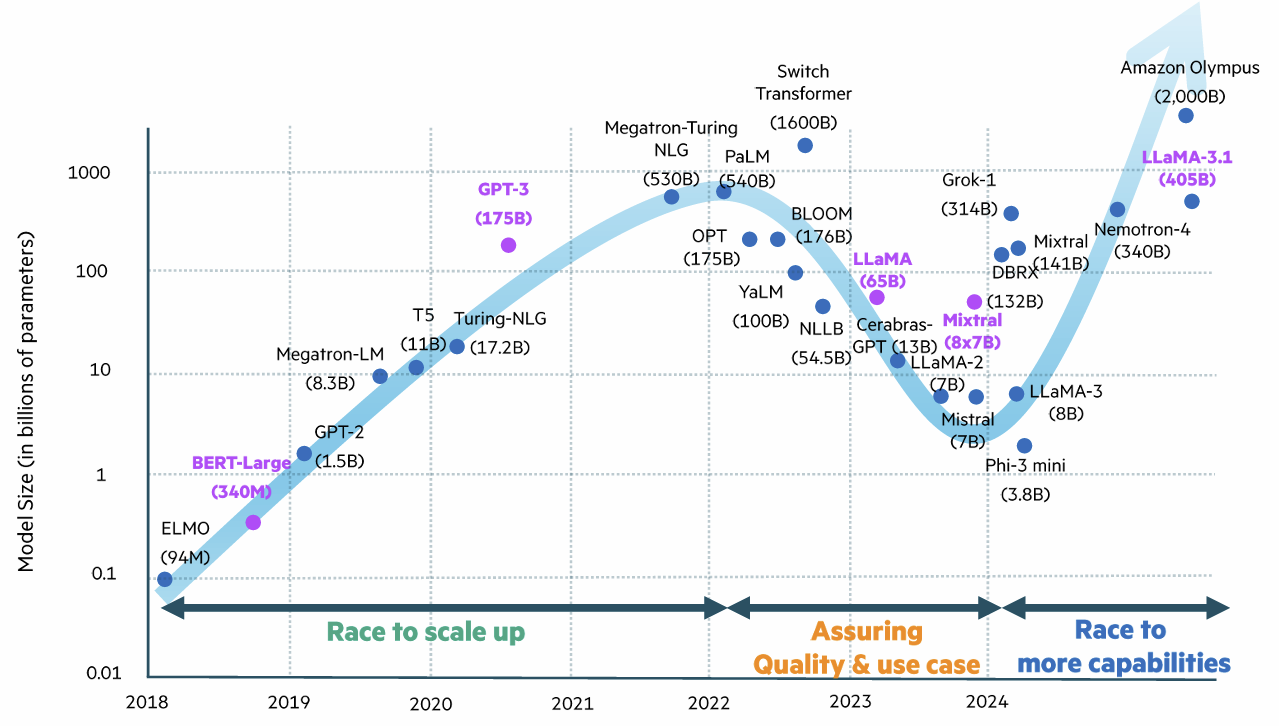 Amazon Olympus
(2,000B)
Switch
Transformer
(1600B)
Megatron-Turing
NLG
(530B)
PaLM
(540B)
LLaMA-3.1
(405B)
GPT-3
(175B)
Grok-1
(314B)
BLOOM
(176B)
OPT
(175B)
Nemotron-4
(340B)
Mixtral
(141B)
DBRX
(132B)
LLaMA
(65B)
YaLM
(100B)
NLLB
(54.5B)
Mixtral
(8x7B)
Cerabras-
GPT (13B)
T5
(11B)
Turing-NLG
(17.2B)
Megatron-LM
(8.3B)
LLaMA-2
(7B)
LLaMA-3
(8B)
Mistral
(7B)
GPT-2
(1.5B)
BERT-Large
(340M)
Phi-3 mini
(3.8B)
ELMO
(94M)
Model Size (in billions of parameters)
1000
100
10
1
0.1
0.01
Race to scale up
Assuring
Quality & use case
Race to
more capabilities
2018
2019
2020
2021
2022
2023
2024